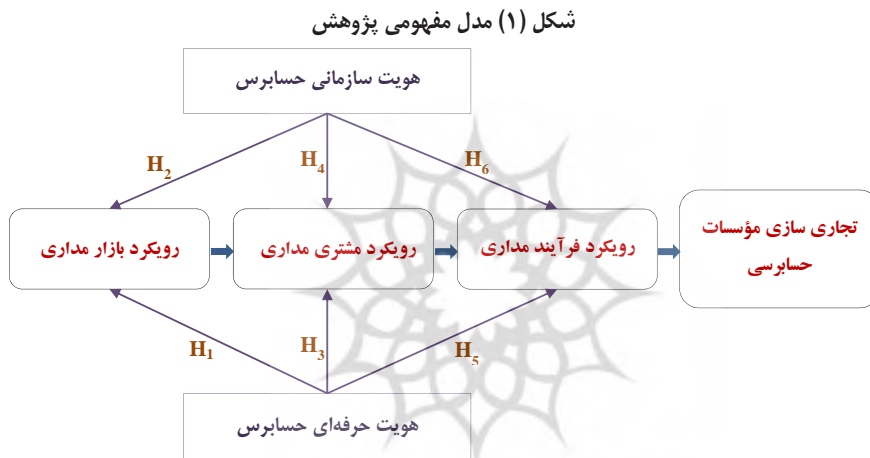 شکل (۱) مدل مفهومی پژوهش
هویت سازمانی حسابرس
H2
H4
H6
رویکرد بازار مداری
رویکرد مشتری مداری
رویکرد فرآیند مداری
تجاری سازی مؤسسات
حسابرسی
H1
H3
H5
هویت حرفه‌ای حسابرس